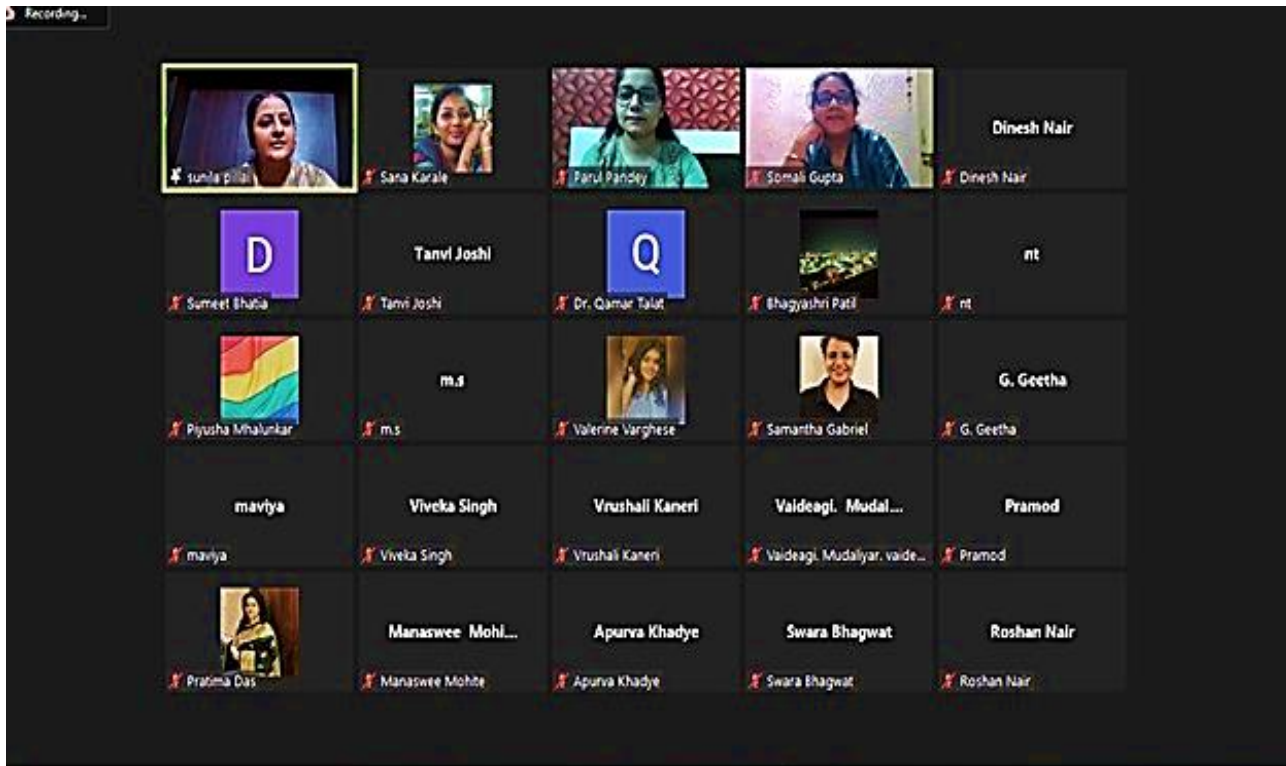 Recording...
sunila pillai
Sana Karale
Parul Pandey
Somali Gupta
Dinesh Nair
Dinesh Nair
D
Sumeet Bhatia
Tanvi Joshi
Tanvi Joshi
Q
Dr. Qamar Talat
Bhagyashri Patil
nt
nt
Piyusha Mhalunkar
m.s
m.s
Valerine Varghese
Samantha Gabriel
G. Geetha
G. Geetha
maviya
maviya
Viveka Singh
Viveka Singh
Vrushali Kaneri
Vrushali Kaneri
Vaideagi. Mudal...
Vaideagi. Mudaliyar. vaide...
Pramod
Pramod
Pratima Das
Manaswee Mohi...
Manaswee Mohite
Apurva Khadye
Apurva Khadye
Swara Bhagwat
Swara Bhagwat
Roshan Nair
Roshan Nair